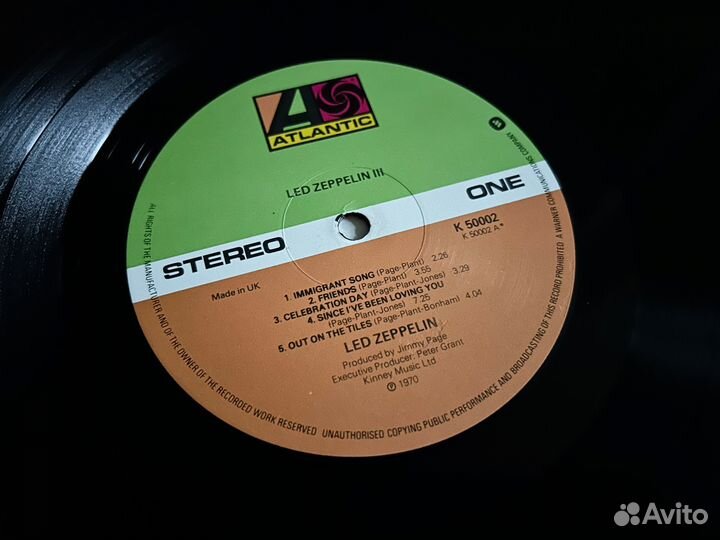 ATLANTIC
LED ZEPPELIN III
STEREO
ONE
K 50002
K 50002 A*
Made in UK
1. IMMIGRANT SONG (Page-Plant) 2.26
2. FRIENDS (Page-Plant) 3.55
3. CELEBRATION DAY (Page-Plant-Jones) 3.29
4. SINCE I'VE BEEN LOVING YOU
(Page-Plant-Jones) 7.25
5. OUT ON THE TILES (Page-Plant-Bonham) 4.04
LED ZEPPELIN
Produced by Jimmy Page
Executive Producer: Peter Grant
Kinney Music Ltd
℗ 1970
ALL RIGHTS OF THE MANUFACTURER AND OF THE OWNER OF THE RECORDED WORK RESERVED UNAUTHORISED COPYING PUBLIC PERFORMANCE AND BROADCASTING OF THIS RECORD PROHIBITED A WARNER COMMUNICATIONS COMPANY
Avito